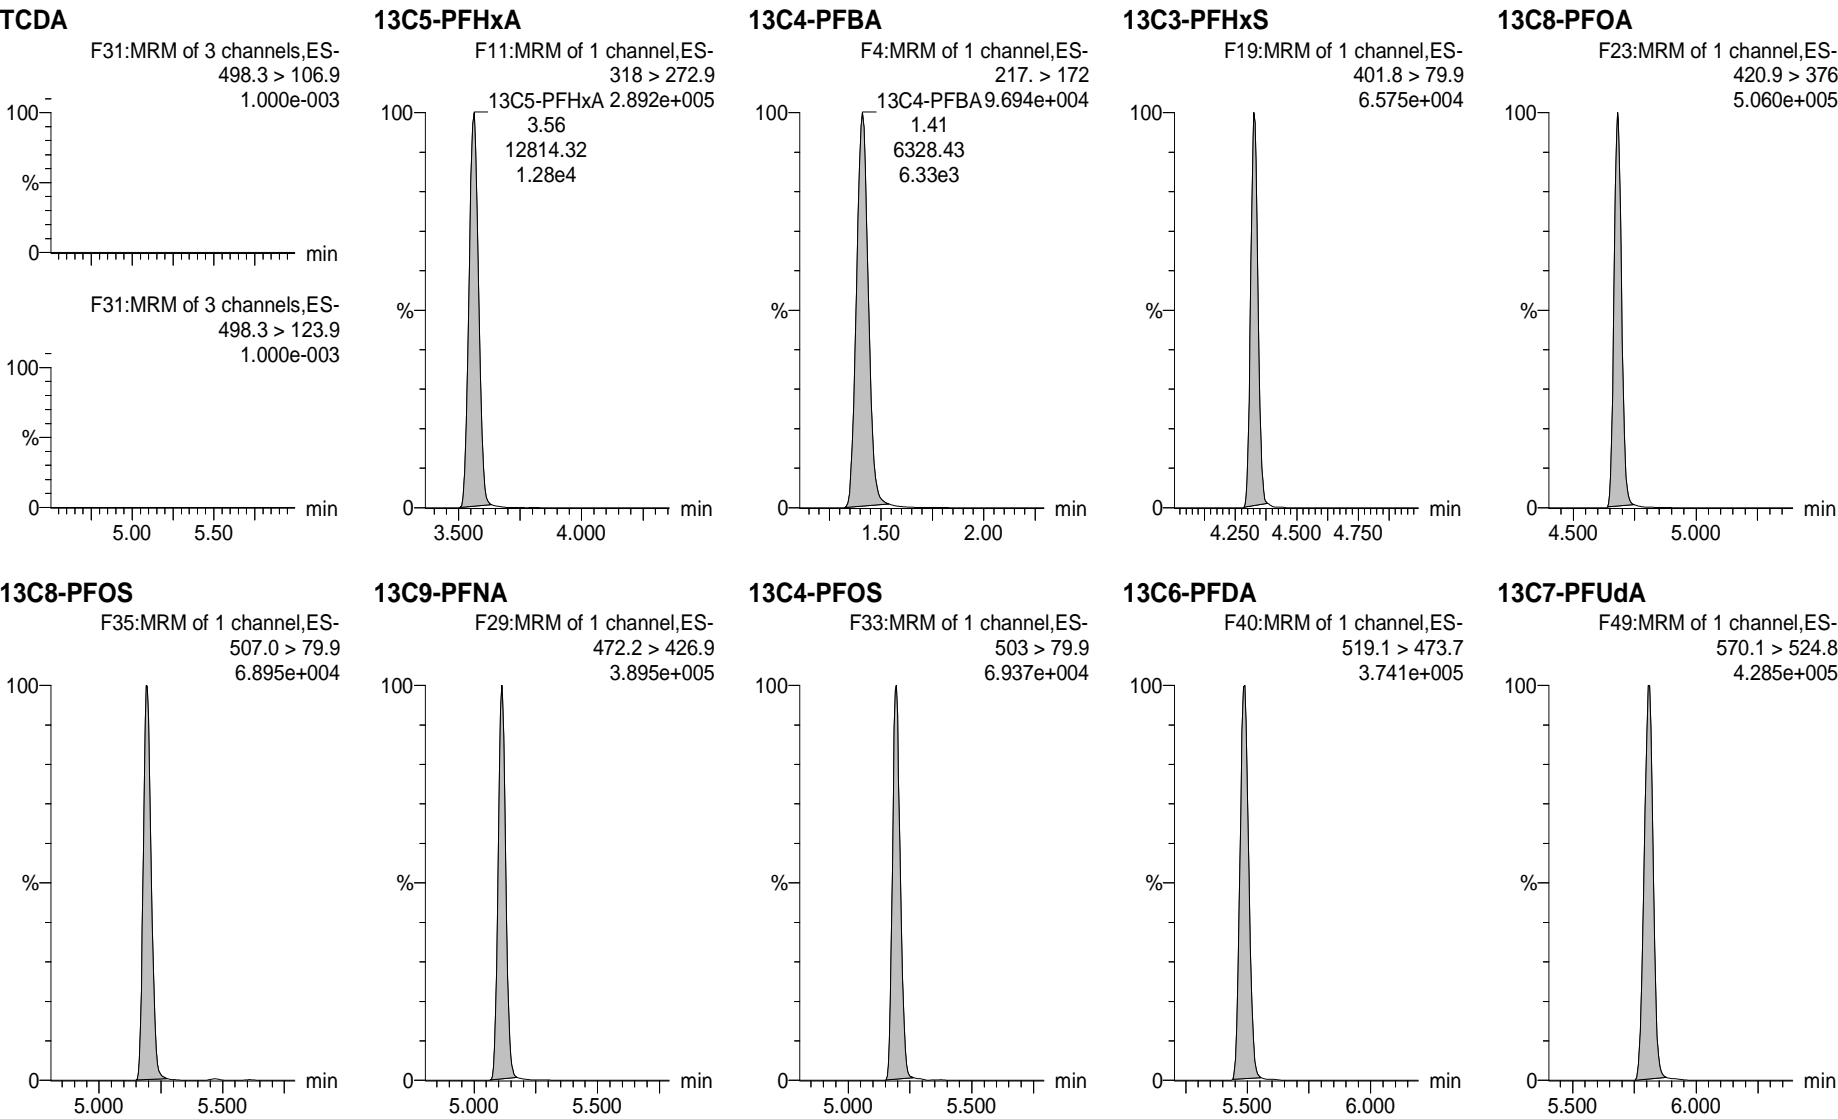 TCDA
F31:MRM of 3 channels,ES-
498.3 > 106.9
1.000e-003
100
%
0
min
F31:MRM of 3 channels,ES-
498.3 > 123.9
1.000e-003
100
%
0
min
5.00 5.50
13C5-PFHxA
F11:MRM of 1 channel,ES-
318 > 272.9
13C5-PFHxA 2.892e+005
100
3.56
12814.32
1.28e4
%
0
min
3.500 4.000
13C4-PFBA
F4:MRM of 1 channel,ES-
217. > 172
13C4-PFBA 9.694e+004
100
1.41
6328.43
6.33e3
%
0
min
1.50 2.00
13C3-PFHxS
F19:MRM of 1 channel,ES-
401.8 > 79.9
6.575e+004
100
%
0
min
4.250 4.500 4.750
13C8-PFOA
F23:MRM of 1 channel,ES-
420.9 > 376
5.060e+005
100
%
0
min
4.500 5.000
13C8-PFOS
F35:MRM of 1 channel,ES-
507.0 > 79.9
6.895e+004
100
%
0
min
5.000 5.500
13C9-PFNA
F29:MRM of 1 channel,ES-
472.2 > 426.9
3.895e+005
100
%
0
min
5.000 5.500
13C4-PFOS
F33:MRM of 1 channel,ES-
503 > 79.9
6.937e+004
100
%
0
min
5.000 5.500
13C6-PFDA
F40:MRM of 1 channel,ES-
519.1 > 473.7
3.741e+005
100
%
0
min
5.500 6.000
13C7-PFUdA
F49:MRM of 1 channel,ES-
570.1 > 524.8
4.285e+005
100
%
0
min
5.500 6.000